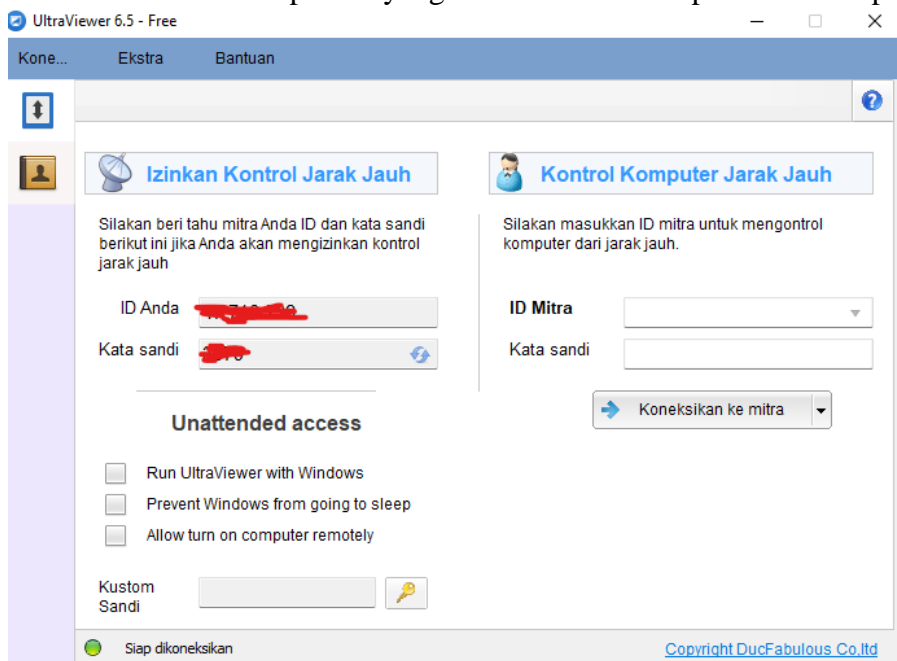 UltraViewer 6.5 - Free
Kone... Ekstra Bantuan
Izinkan Kontrol Jarak Jauh
Silakan beri tahu mitra Anda ID dan kata sandi
berikut ini jika Anda akan mengizinkan kontrol
jarak jauh
ID Anda
Kata sandi
Unattended access
Run UltraViewer with Windows
Prevent Windows from going to sleep
Allow turn on computer remotely
Kustom
Sandi
Kontrol Komputer Jarak Jauh
Silakan masukkan ID mitra untuk mengontrol
komputer dari jarak jauh.
ID Mitra
Kata sandi
Koneksikan ke mitra
Siap dikoneksikan
Copyright DucFabulous Co.ltd